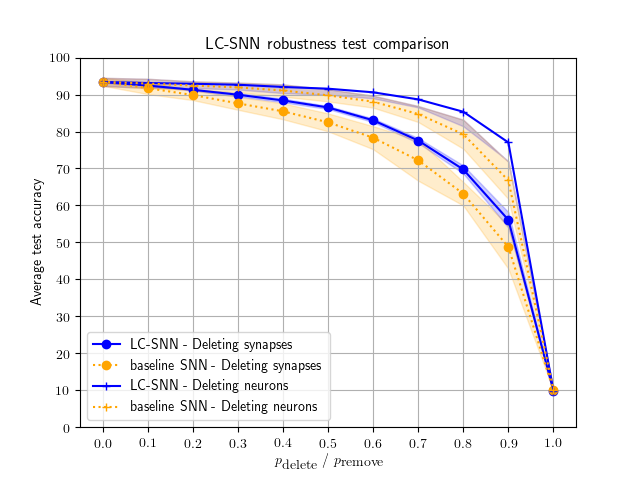 LC-SNN robustness test comparison
100
90
80
70
60
50
40
30
20
10
0
Average test accuracy
LC-SNN - Deleting synapses
baseline SNN - Deleting synapses
LC-SNN - Deleting neurons
baseline SNN - Deleting neurons
0.0 0.1 0.2 0.3 0.4 0.5 0.6 0.7 0.8 0.9 1.0
pdelete / premove